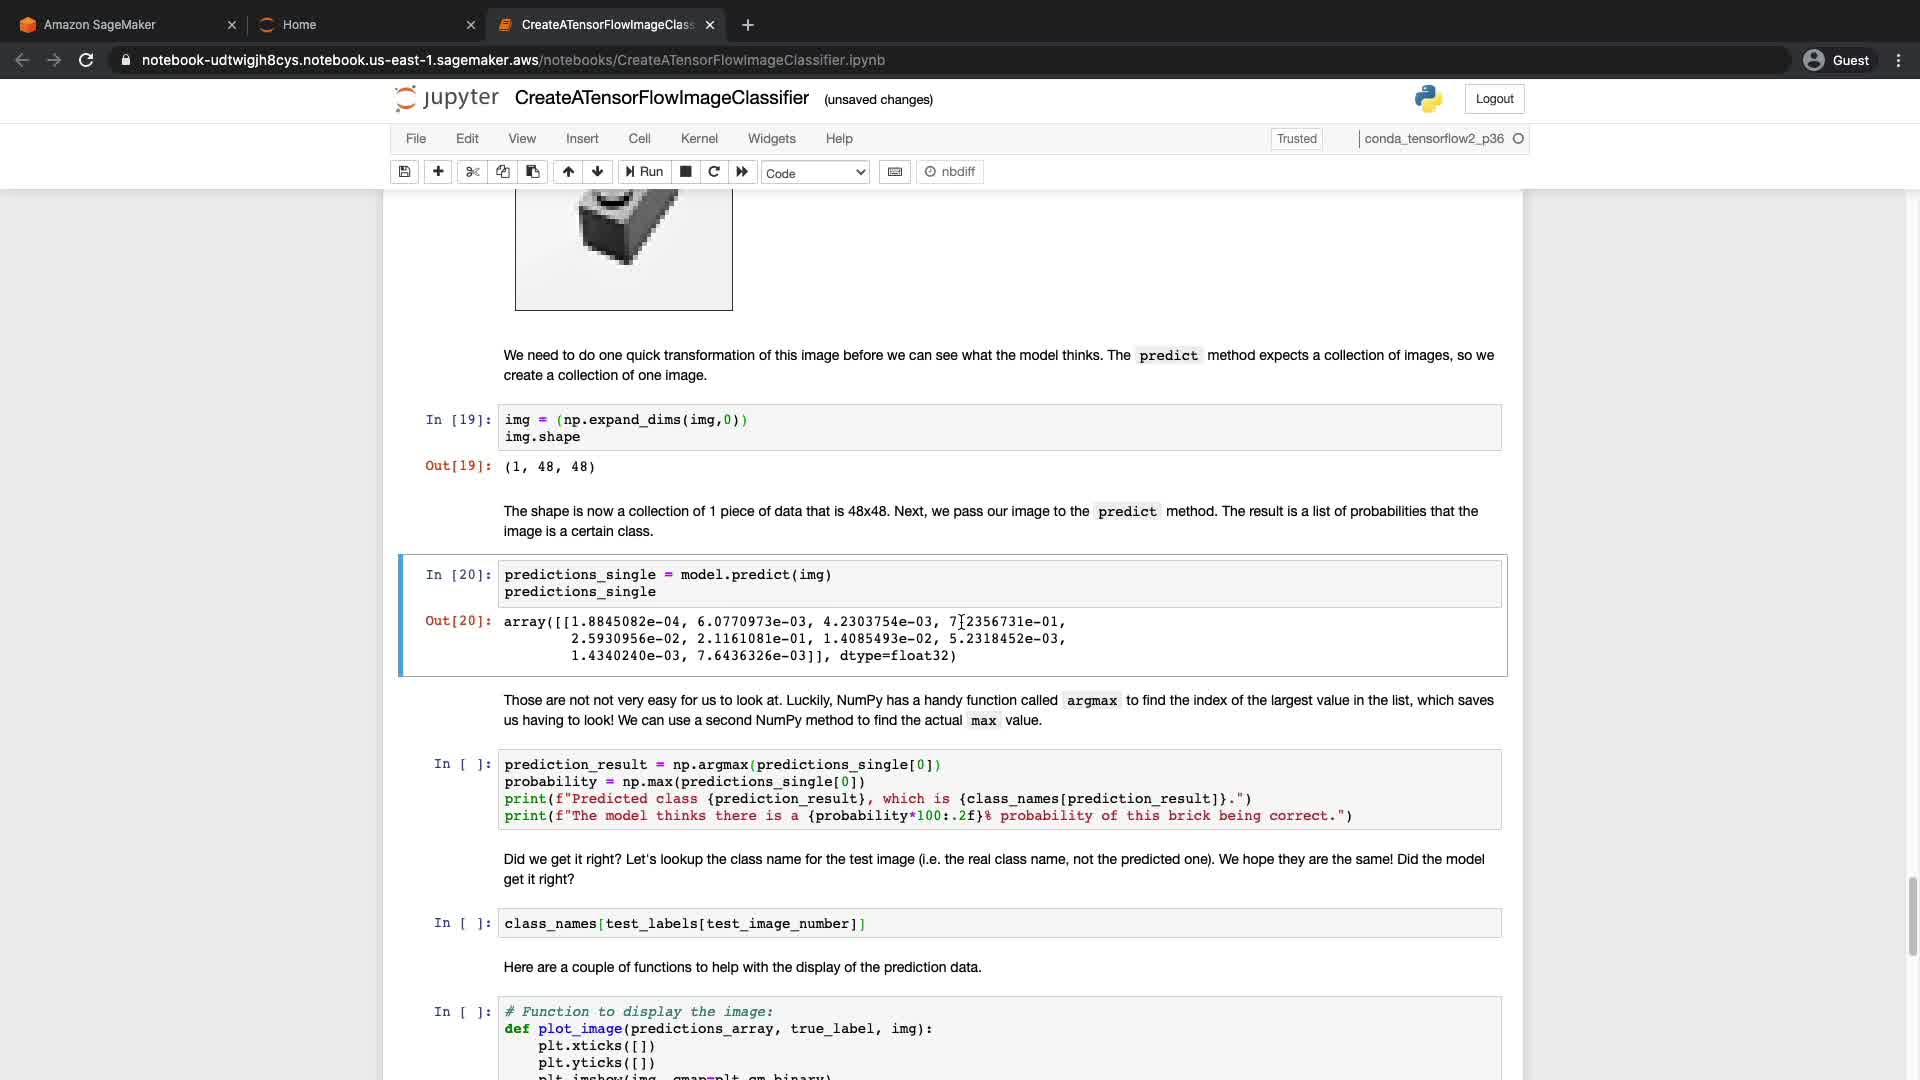 Amazon SageMaker
Home
CreateATensorFlowImageClass
notebook-udtwigjh8cys.notebook.us-east-1.sagemaker.aws/notebooks/CreateATensorFlowImageClassifier.ipynb
Guest
jupyter CreateATensorFlowImageClassifier (unsaved changes)
Logout
File Edit View Insert Cell Kernel Widgets Help
Trusted
conda_tensorflow2_p36
Run
Code
nbdiff
We need to do one quick transformation of this image before we can see what the model thinks. The predict method expects a collection of images, so we
create a collection of one image.
In [19]: img = (np.expand_dims(img,0))
img.shape
Out[19]: (1, 48, 48)
The shape is now a collection of 1 piece of data that is 48x48. Next, we pass our image to the predict method. The result is a list of probabilities that the
image is a certain class.
In [20]: predictions_single = model.predict(img)
predictions_single
Out[20]: array([[1.8845082e-04, 6.0770973e-03, 4.2303754e-03, 7.2356731e-01,
2.5930956e-02, 2.1161081e-01, 1.4085493e-02, 5.2318452e-03,
1.4340240e-03, 7.6436326e-03]], dtype=float32)
Those are not not very easy for us to look at. Luckily, NumPy has a handy function called argmax to find the index of the largest value in the list, which saves
us having to look! We can use a second NumPy method to find the actual max value.
In [ ]: prediction_result = np.argmax(predictions_single[0])
probability = np.max(predictions_single[0])
print(f"Predicted class {prediction_result}, which is {class_names[prediction_result]}.")
print(f"The model thinks there is a {probability*100:.2f}% probability of this brick being correct.")
Did we get it right? Let's lookup the class name for the test image (i.e. the real class name, not the predicted one). We hope they are the same! Did the model
get it right?
In [ ]: class_names[test_labels[test_image_number]]
Here are a couple of functions to help with the display of the prediction data.
In [ ]: # Function to display the image:
def plot_image(predictions_array, true_label, img):
plt.xticks([])
plt.yticks([])
plt.imshow(img, cmap=plt.cm.binary)